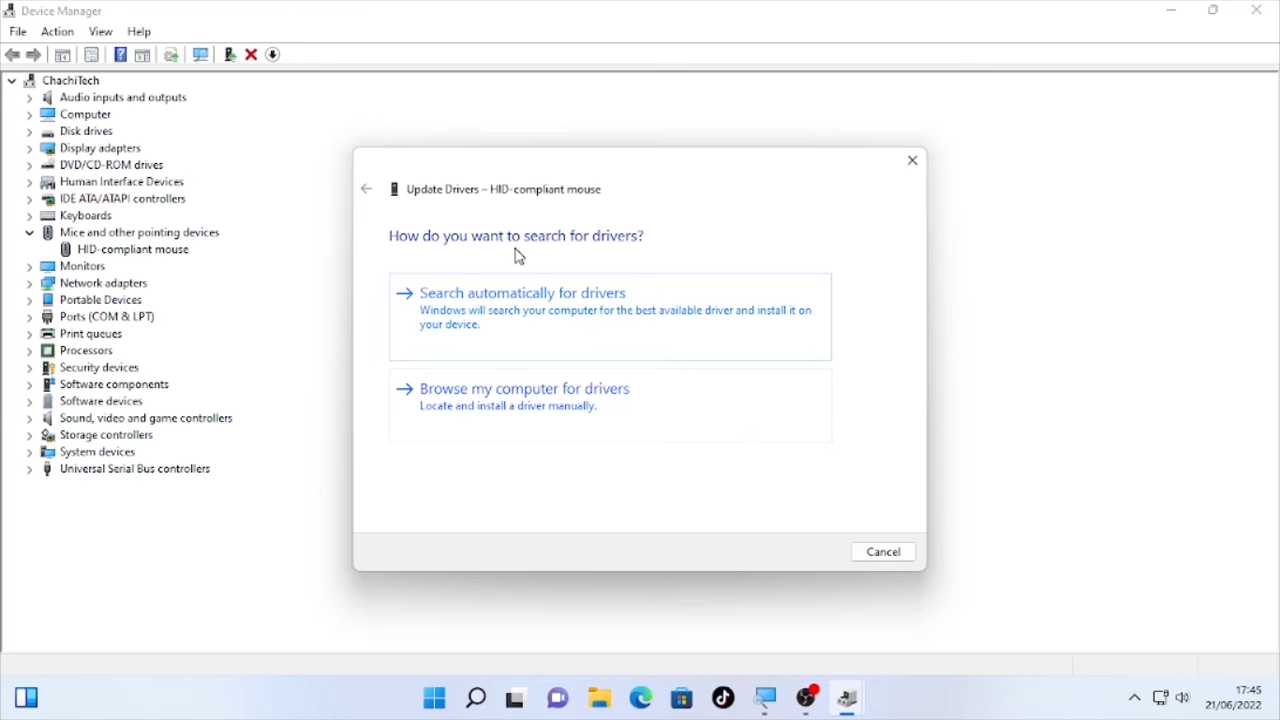 Device Manager
File Action View Help
ChachiTech
Audio inputs and outputs
Computer
Disk drives
Display adapters
DVD/CD-ROM drives
Human Interface Devices
IDE ATA/ATAPI controllers
Keyboards
Mice and other pointing devices
HID-compliant mouse
Monitors
Network adapters
Portable Devices
Ports (COM & LPT)
Print queues
Processors
Security devices
Software components
Software devices
Sound, video and game controllers
Storage controllers
System devices
Universal Serial Bus controllers
Update Drivers – HID-compliant mouse
How do you want to search for drivers?
Search automatically for drivers
Windows will search your computer for the best available driver and install it on
your device.
Browse my computer for drivers
Locate and install a driver manually.
Cancel
17:45
21/06/2022